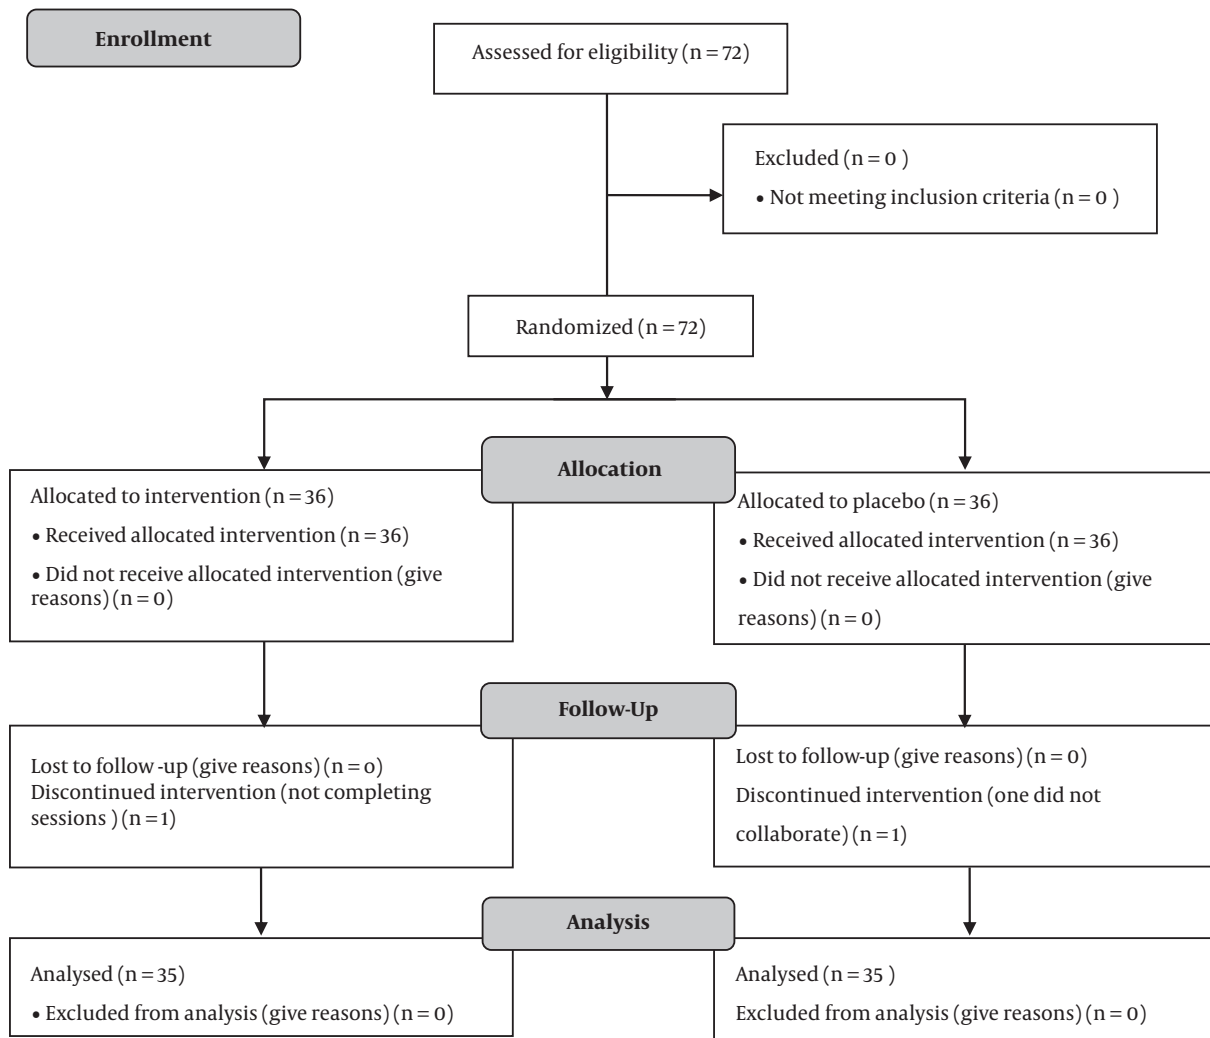 Enrollment
Assessed for eligibility (n = 72)
Excluded (n = 0 )
• Not meeting inclusion criteria (n = 0 )
Randomized (n = 72)
Allocation
Allocated to intervention (n = 36)
• Received allocated intervention (n = 36)
• Did not receive allocated intervention (give
reasons) (n = 0)
Allocated to placebo (n = 36)
• Received allocated intervention (n = 36)
• Did not receive allocated intervention (give
reasons) (n = 0)
Follow-Up
Lost to follow -up (give reasons) (n = 0)
Discontinued intervention (not completing
sessions ) (n = 1)
Lost to follow-up (give reasons) (n = 0)
Discontinued intervention (one did not
collaborate) (n = 1)
Analysis
Analysed (n = 35)
• Excluded from analysis (give reasons) (n = 0)
Analysed (n = 35 )
Excluded from analysis (give reasons) (n = 0)